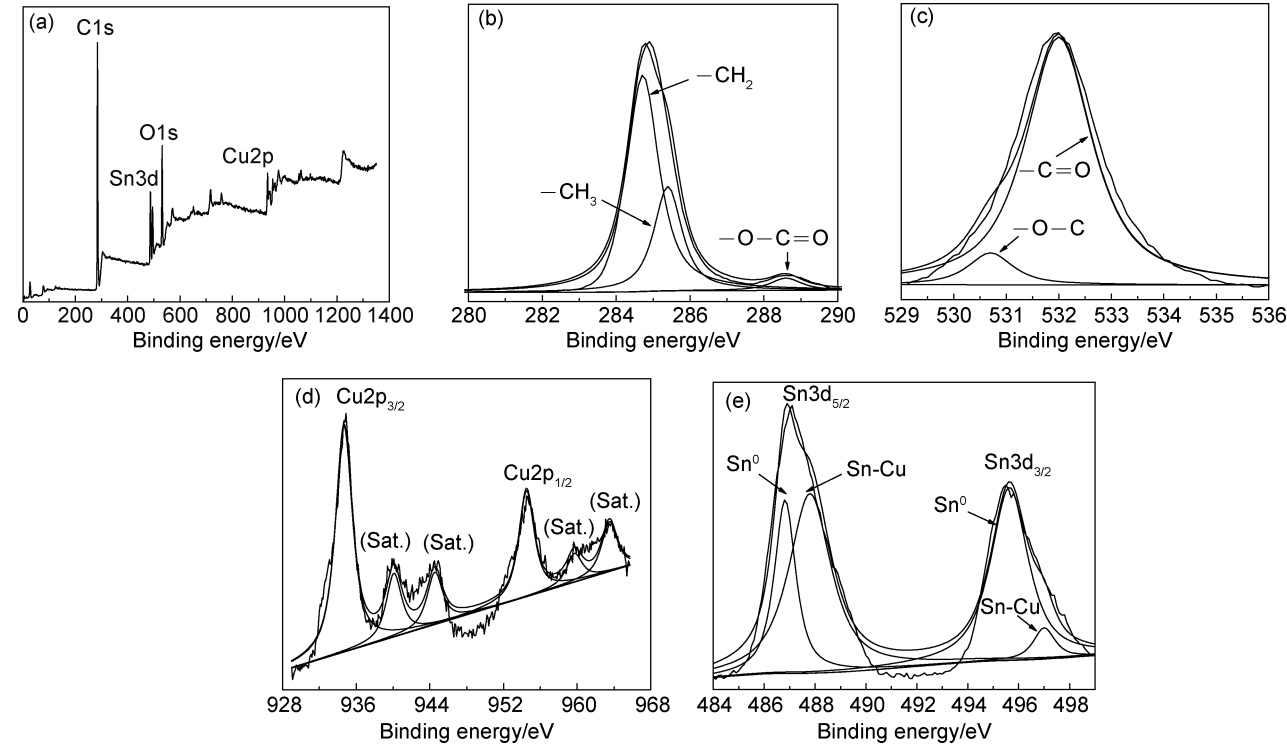 (a)
C1s
O1s
Sn3d
Cu2p
0 200 400 600 800 1000 1200 1400
Binding energy/eV
(b)
－CH₂
－CH₃
－O－C＝O
280 282 284 286 288 290
Binding energy/eV
(c)
－C＝O
－O－C
529 530 531 532 533 534 535 536
Binding energy/eV
(d)
Cu2p3/2
Cu2p1/2
(Sat.)
(Sat.)
(Sat.)
(Sat.)
928 936 944 952 960 968
Binding energy/eV
(e)
Sn3d5/2
Sn⁰
Sn-Cu
Sn3d3/2
Sn⁰
Sn-Cu
484 486 488 490 492 494 496 498
Binding energy/eV